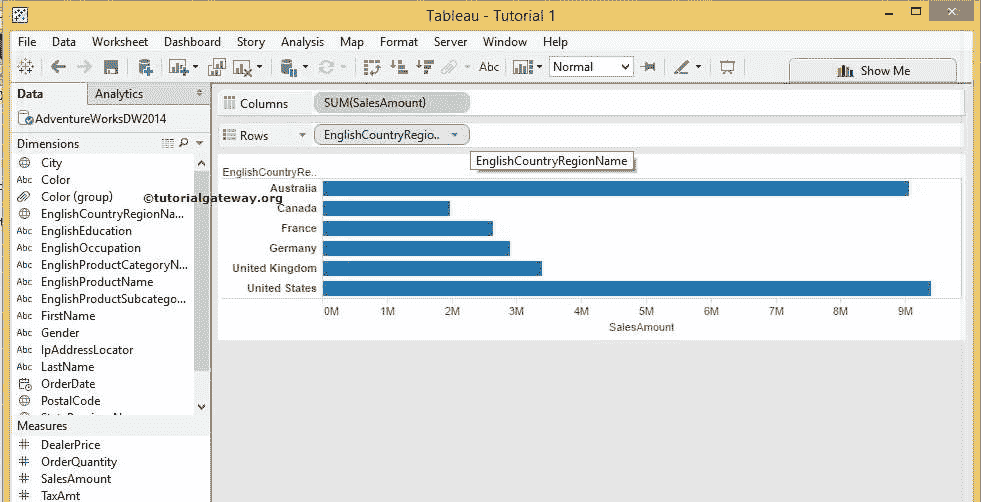 Tableau - Tutorial 1
File Data Worksheet Dashboard Story Analysis Map Format Server Window Help
Abc Normal Show Me
Data Analytics
AdventureWorksDW2014
Dimensions
City
Abc Color
Color (group)
©tutorialgateway.org
EnglishCountryRegionNa...
Abc EnglishEducation
Abc EnglishOccupation
Abc EnglishProductCategoryN...
Abc EnglishProductName
Abc EnglishProductSubcatego...
Abc FirstName
Abc Gender
Abc IpAddressLocator
Abc LastName
OrderDate
PostalCode
Measures
# DealerPrice
# OrderQuantity
# SalesAmount
# TaxAmt
Columns SUM(SalesAmount)
Rows EnglishCountryRegio..
EnglishCountryRegionName
EnglishCountryRe..
Australia
Canada
France
Germany
United Kingdom
United States
0M 1M 2M 3M 4M 5M 6M 7M 8M 9M
SalesAmount